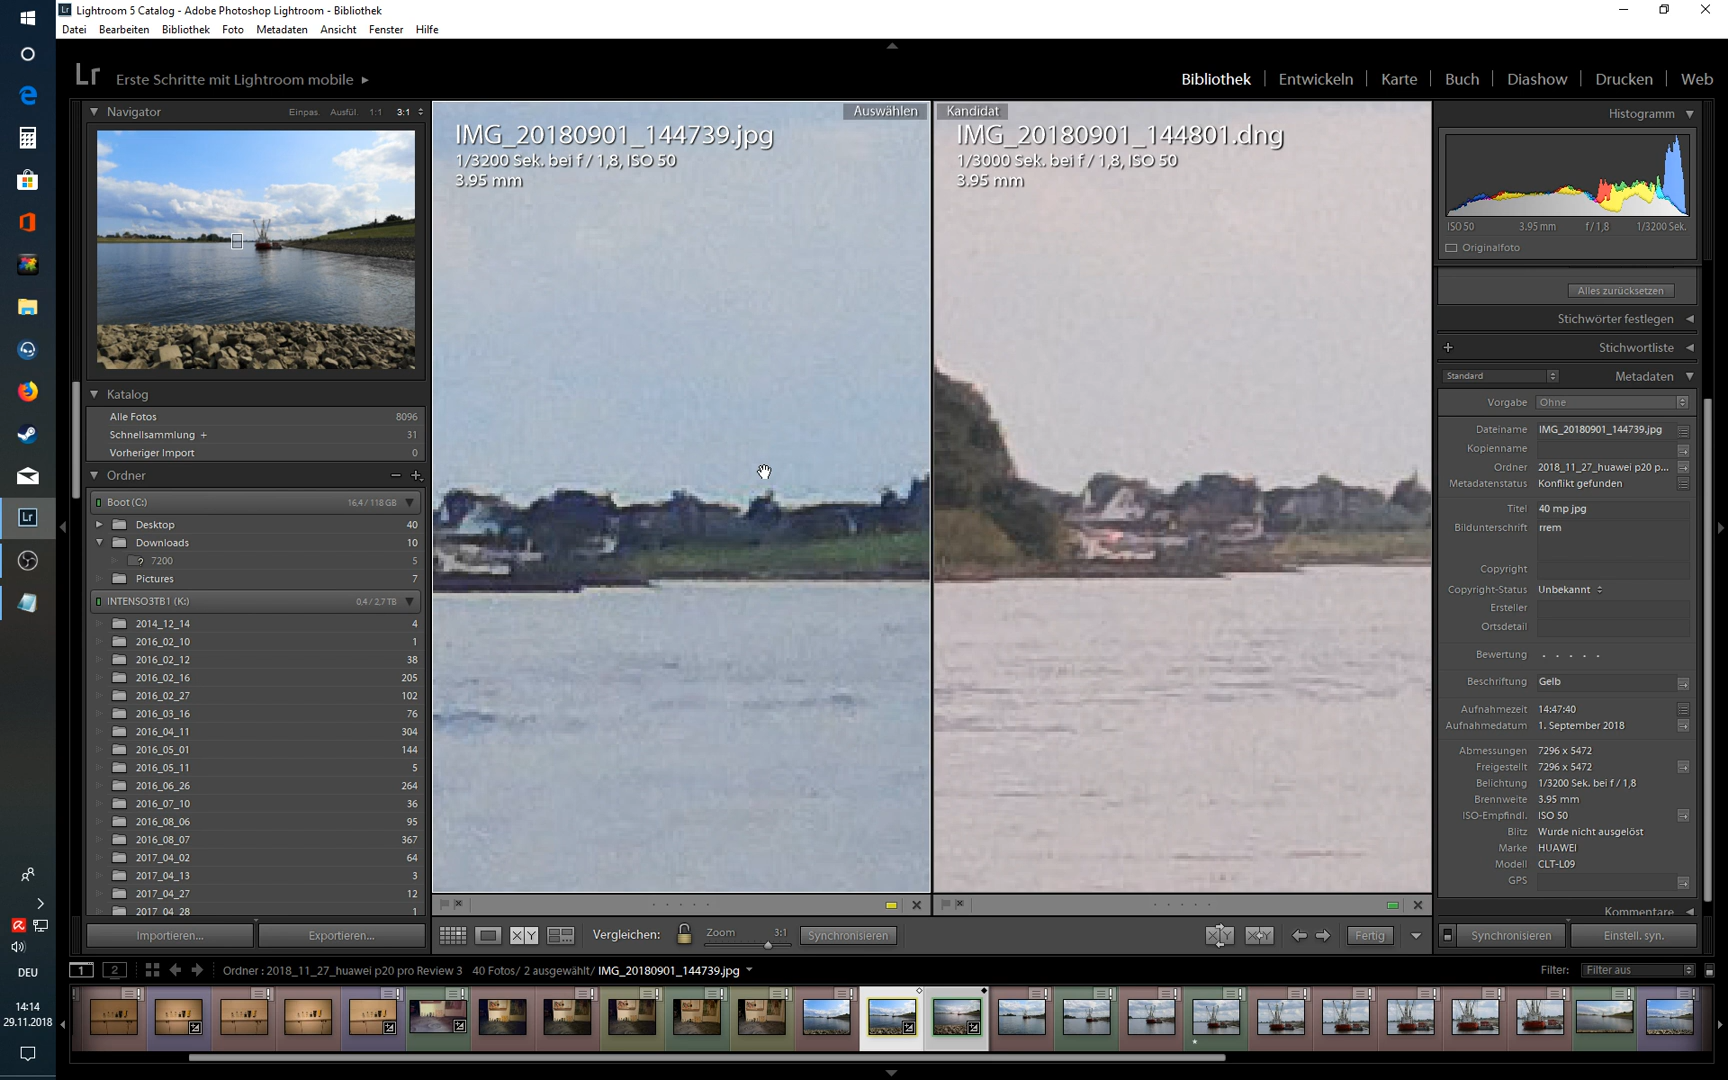 Lightroom 5 Catalog - Adobe Photoshop Lightroom - Bibliothek
Datei Bearbeiten Bibliothek Foto Metadaten Ansicht Fenster Hilfe
Lr Erste Schritte mit Lightroom mobile
Bibliothek Entwickeln Karte Buch Diashow Drucken Web
Navigator Einpas. Ausfül. 1:1 3:1
Katalog
Alle Fotos 8096
Schnellsammlung + 31
Vorheriger Import 0
Ordner
Boot (C:) 16,4 / 118 GB
Desktop 40
Downloads 10
7200 5
Pictures 7
INTENSO3TB1 (K:) 0,4 / 2,7 TB
2014_12_14 4
2016_02_10 1
2016_02_12 38
2016_02_16 205
2016_02_27 102
2016_03_16 76
2016_04_11 304
2016_05_01 144
2016_05_11 5
2016_06_26 264
2016_07_10 36
2016_08_06 95
2016_08_07 367
2017_04_02 64
2017_04_13 3
2017_04_27 12
2017_04_28 1
Importieren... Exportieren...
Auswählen
IMG_20180901_144739.jpg
1/3200 Sek. bei f / 1,8, ISO 50
3.95 mm
Kandidat
IMG_20180901_144801.dng
1/3000 Sek. bei f / 1,8, ISO 50
3.95 mm
XY Vergleichen: Zoom 3:1 Synchronisieren
Fertig
Histogramm
ISO 50 3.95 mm f / 1,8 1/3200 Sek.
Originalfoto
Alles zurücksetzen
Stichwörter festlegen
Stichwortliste
Standard Metadaten
Vorgabe Ohne
Dateiname IMG_20180901_144739.jpg
Kopienname
Ordner 2018_11_27_huawei p20 p...
Metadatenstatus Konflikt gefunden
Titel 40 mp jpg
Bildunterschrift rrem
Copyright
Copyright-Status Unbekannt
Ersteller
Ortsdetail
Bewertung
Beschriftung Gelb
Aufnahmezeit 14:47:40
Aufnahmedatum 1. September 2018
Abmessungen 7296 x 5472
Freigestellt 7296 x 5472
Belichtung 1/3200 Sek. bei f / 1,8
Brennweite 3.95 mm
ISO-Empfindl. ISO 50
Blitz Wurde nicht ausgelöst
Marke HUAWEI
Modell CLT-L09
GPS
Kommentare
Synchronisieren Einstell. syn.
1 2 Ordner : 2018_11_27_huawei p20 pro Review 3 40 Fotos/ 2 ausgewählt/ IMG_20180901_144739.jpg
Filter: Filter aus
Lr
DEU
14:14
29.11.2018